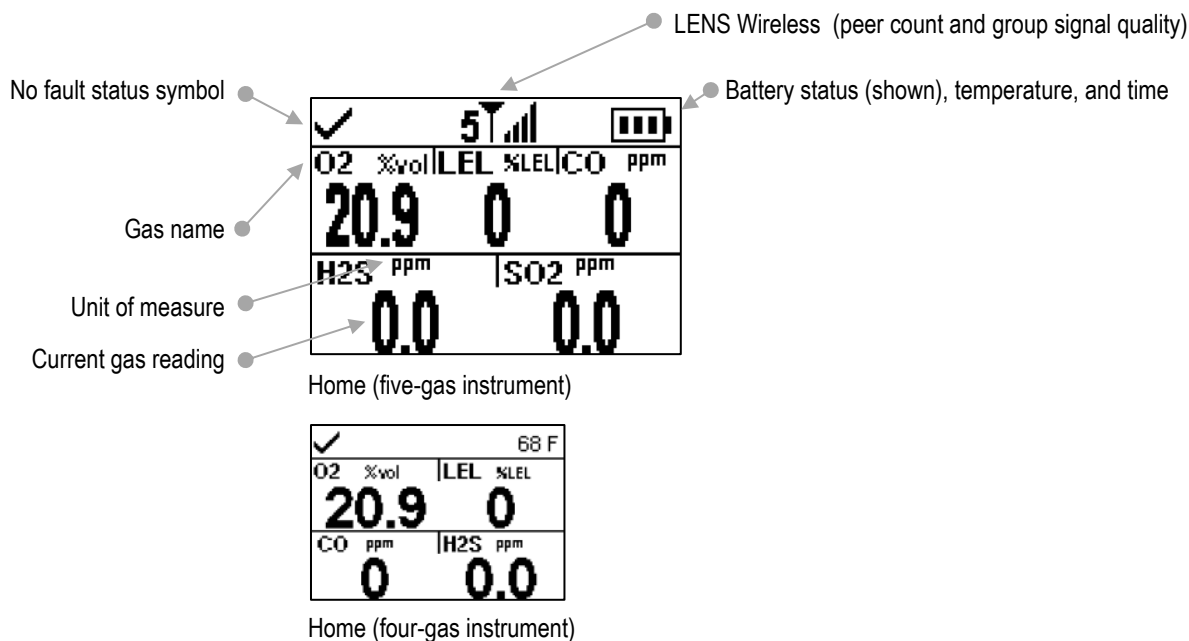 LENS Wireless (peer count and group signal quality)
No fault status symbol
Battery status (shown), temperature, and time
5
O2 %vol LEL %LEL CO ppm
20.9 0 0
Gas name
H2S ppm SO2 ppm
Unit of measure
0.0 0.0
Current gas reading
Home (five-gas instrument)
68 F
O2 %vol LEL %LEL
20.9 0
CO ppm H2S ppm
0 0.0
Home (four-gas instrument)